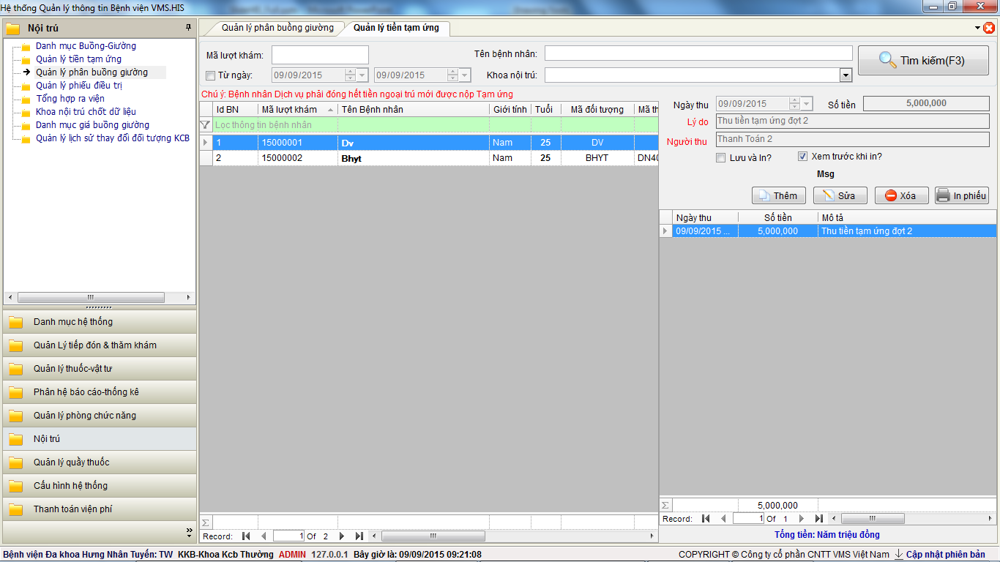 Hệ thống Quản lý thông tin Bệnh viện VMS.HIS
Nội trú
Danh mục Buồng-Giường
Quản lý tiền tạm ứng
Quản lý phân buồng giường
Quản lý phiếu điều trị
Tổng hợp ra viện
Khoa nội trú chốt dữ liệu
Danh mục giá buồng giường
Quản lý lịch sử thay đổi đối tượng KCB
Danh mục hệ thống
Quản Lý tiếp đón & thăm khám
Quản lý thuốc-vật tư
Phân hệ báo cáo-thống kê
Quản lý phòng chức năng
Nội trú
Quản lý quầy thuốc
Cấu hình hệ thống
Thanh toán viện phí
Quản lý phân buồng giường Quản lý tiền tạm ứng
Mã lượt khám: Tên bệnh nhân:
Từ ngày: 09/09/2015 09/09/2015 Khoa nội trú:
Tìm kiếm(F3)
Chú ý: Bệnh nhân Dịch vụ phải đóng hết tiền ngoại trú mới được nộp Tạm ứng
Id BN Mã lượt khám Tên Bệnh nhân Giới tính Tuổi Mã đối tượng Mã th
Lọc thông tin bệnh nhân
1 15000001 Dv Nam 25 DV
2 15000002 Bhyt Nam 25 BHYT DN40
Record: 1 Of 2
Ngày thu 09/09/2015 Số tiền 5,000,000
Lý do Thu tiền tạm ứng đợt 2
Người thu Thanh Toán 2
Lưu và In? Xem trước khi in?
Msg
Thêm Sửa Xóa In phiếu
Ngày thu Số tiền Mô tả
09/09/2015 ... 5,000,000 Thu tiền tạm ứng đợt 2
5,000,000
Record: 1 Of 1
Tổng tiền: Năm triệu đồng
Bệnh viện Đa khoa Hưng Nhân Tuyến: TW KKB-Khoa Kcb Thường ADMIN 127.0.0.1 Bây giờ là: 09/09/2015 09:21:08 COPYRIGHT © Công ty cổ phần CNTT VMS Việt Nam Cập nhật phiên bản